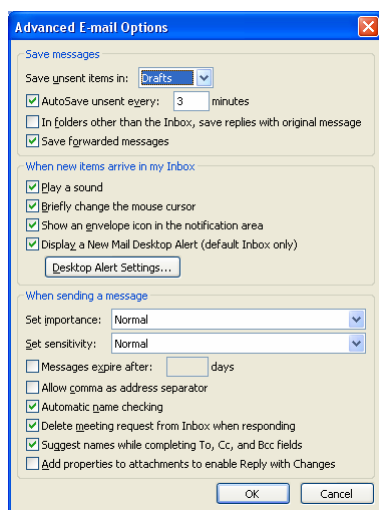 Advanced E-mail Options
Save messages
Save unsent items in: Drafts
AutoSave unsent every: 3 minutes
In folders other than the Inbox, save replies with original message
Save forwarded messages
When new items arrive in my Inbox
Play a sound
Briefly change the mouse cursor
Show an envelope icon in the notification area
Display a New Mail Desktop Alert (default Inbox only)
Desktop Alert Settings...
When sending a message
Set importance: Normal
Set sensitivity: Normal
Messages expire after: days
Allow comma as address separator
Automatic name checking
Delete meeting request from Inbox when responding
Suggest names while completing To, Cc, and Bcc fields
Add properties to attachments to enable Reply with Changes
OK Cancel